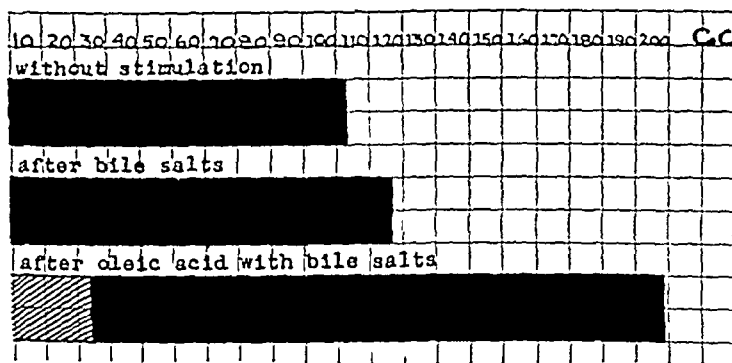 10 20 30 40 50 60 70 80 90 100 110 120 130 140 150 160 170 180 190 200 C.C
without stimulation
after bile salts
after oleic acid with bile salts